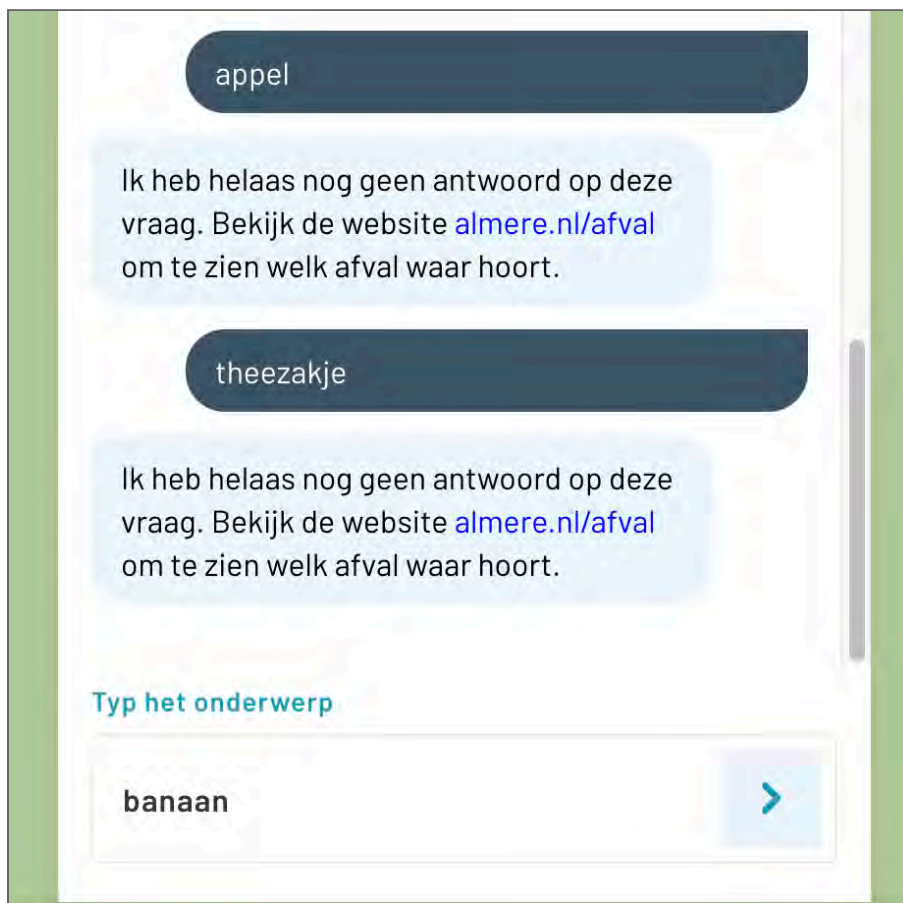 appel
Ik heb helaas nog geen antwoord op deze
vraag. Bekijk de website almere.nl/afval
om te zien welk afval waar hoort.
theezakje
Ik heb helaas nog geen antwoord op deze
vraag. Bekijk de website almere.nl/afval
om te zien welk afval waar hoort.
Typ het onderwerp
banaan